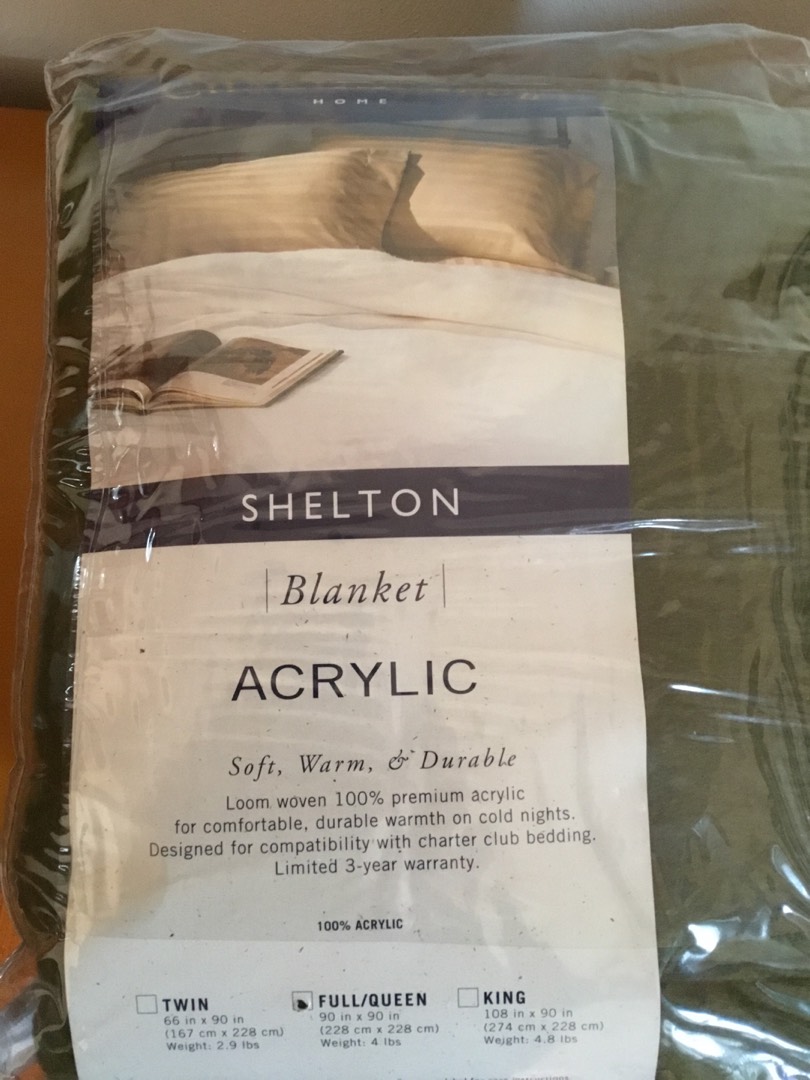 HOME
SHELTON
Blanket
ACRYLIC
Soft, Warm, & Durable
Loom woven 100% premium acrylic
for comfortable, durable warmth on cold nights.
Designed for compatibility with charter club bedding.
Limited 3-year warranty.
100% ACRYLIC
TWIN
66 in x 90 in
(167 cm x 228 cm)
Weight: 2.9 lbs
FULL/QUEEN
90 in x 90 in
(228 cm x 228 cm)
Weight: 4 lbs
KING
108 in x 90 in
(274 cm x 228 cm)
Weight: 4.8 lbs